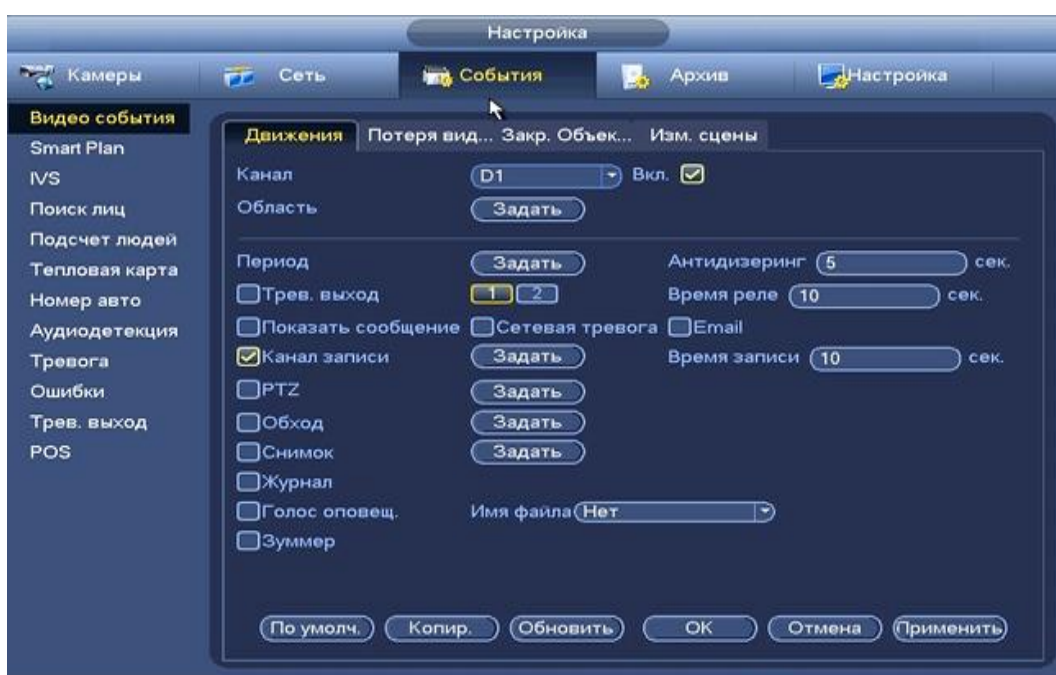 Настройка
Камеры Сеть События Архив Настройка
Видео события
Smart Plan
IVS
Поиск лиц
Подсчет людей
Тепловая карта
Номер авто
Аудиодетекция
Тревога
Ошибки
Трев. выход
POS
Движения Потеря вид... Закр. Объек... Изм. сцены
Канал D1 Вкл.
Область Задать
Период Задать Антидизеринг 5 сек.
Трев. выход 1 2 Время реле 10 сек.
Показать сообщение Сетевая тревога Email
Канал записи Задать Время записи 10 сек.
PTZ Задать
Обход Задать
Снимок Задать
Журнал
Голос оповещ. Имя файла Нет
Зуммер
По умолч. Копир. Обновить OK Отмена Применить